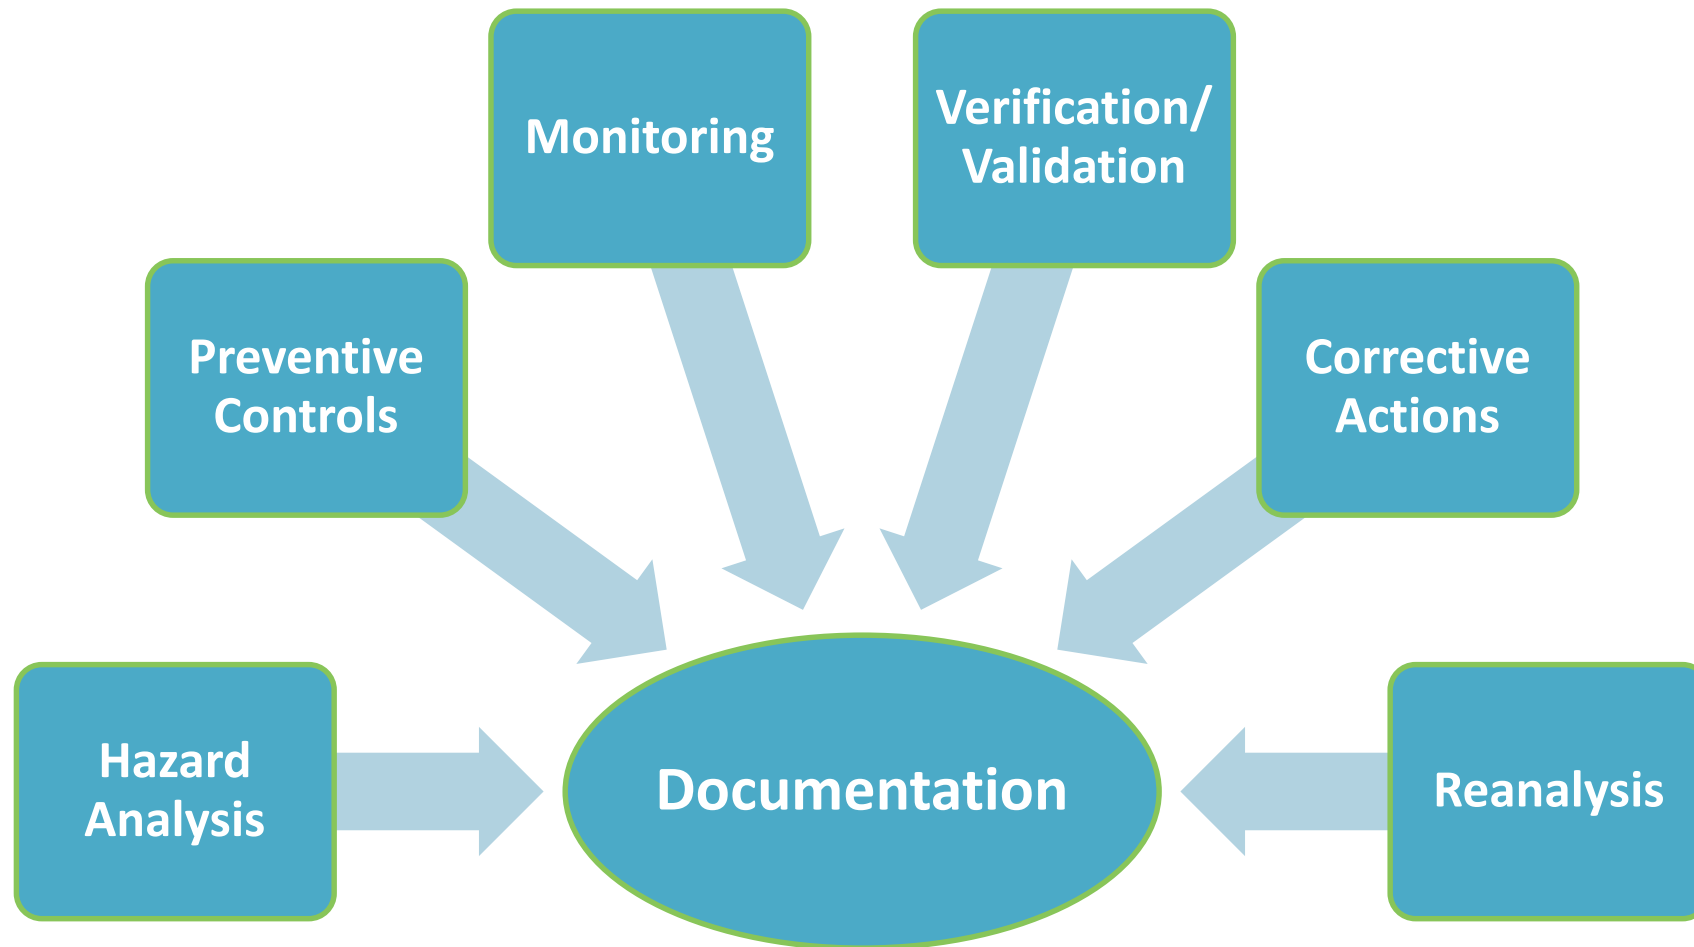 Monitoring
Verification/
Validation
Preventive
Controls
Corrective
Actions
Hazard
Analysis
Documentation
Reanalysis